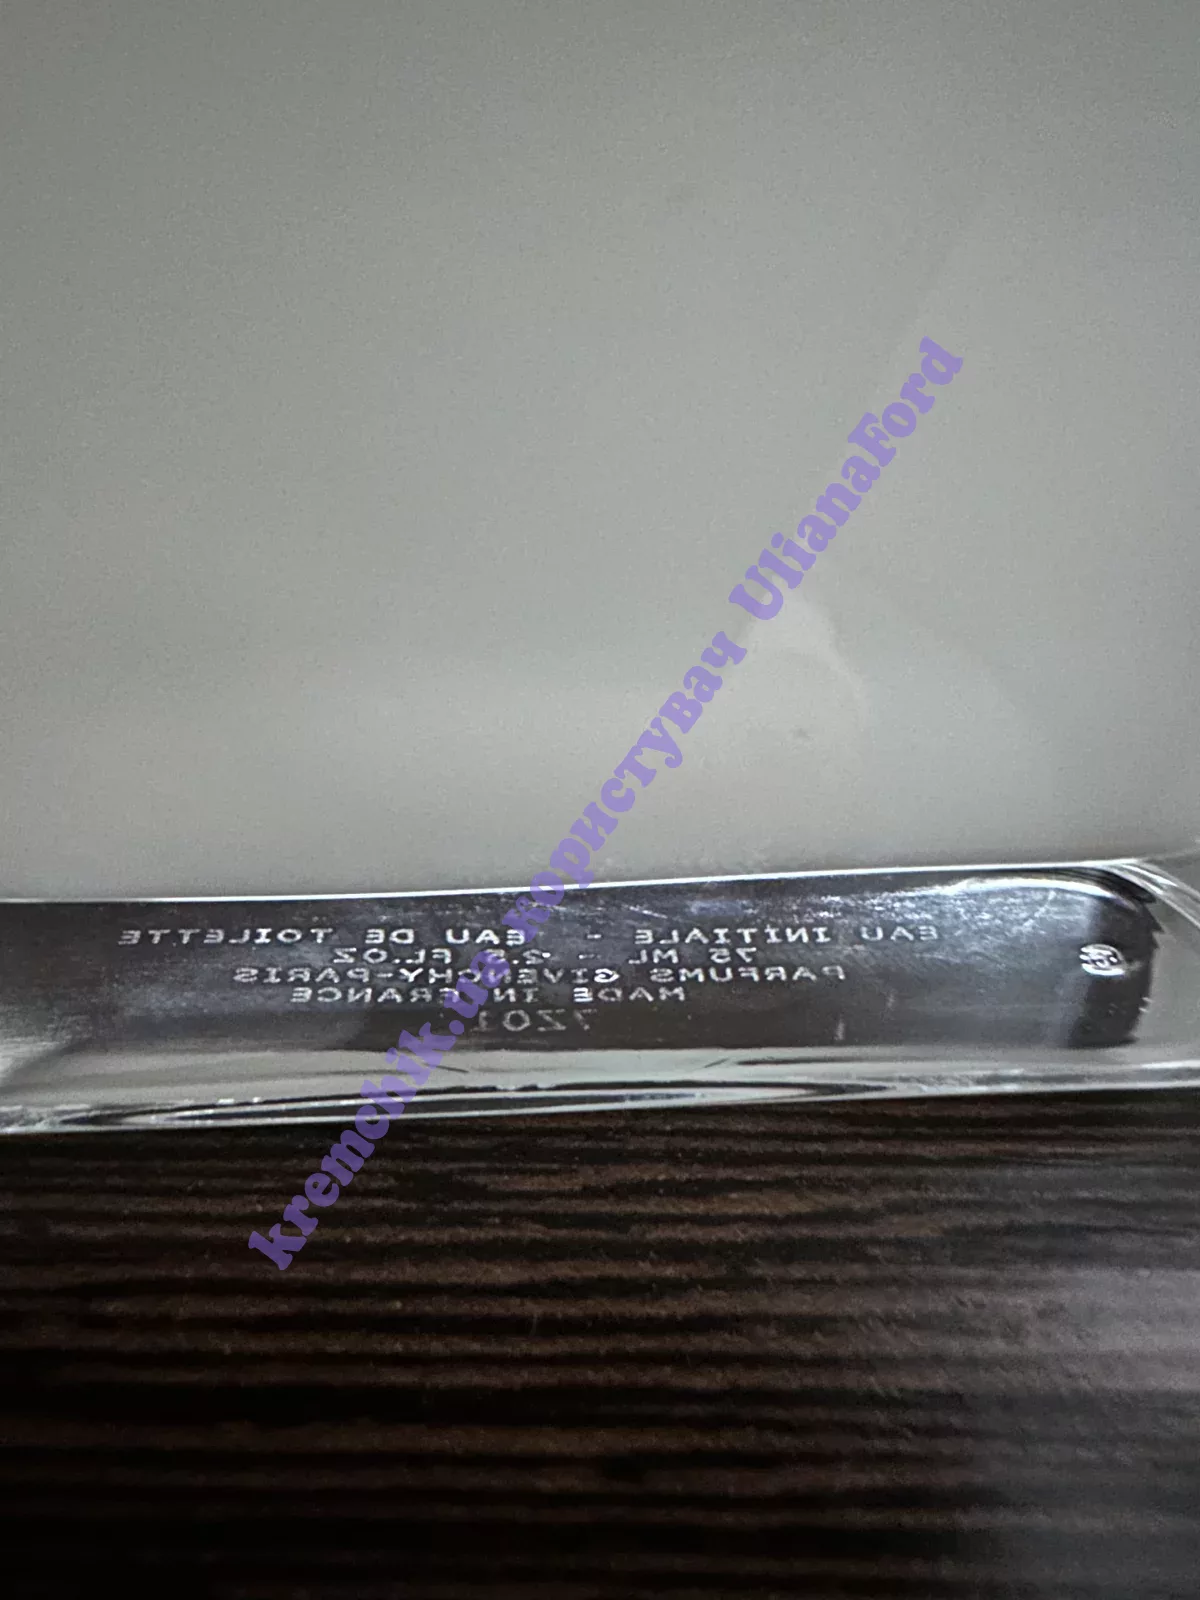 EAU INITIALE - EAU DE TOILETTE
75 ML - 2.5 FL.OZ
PARFUMS GIVENCHY-PARIS
MADE IN FRANCE
7Z01
kremchik.ua користувач UlianaFord